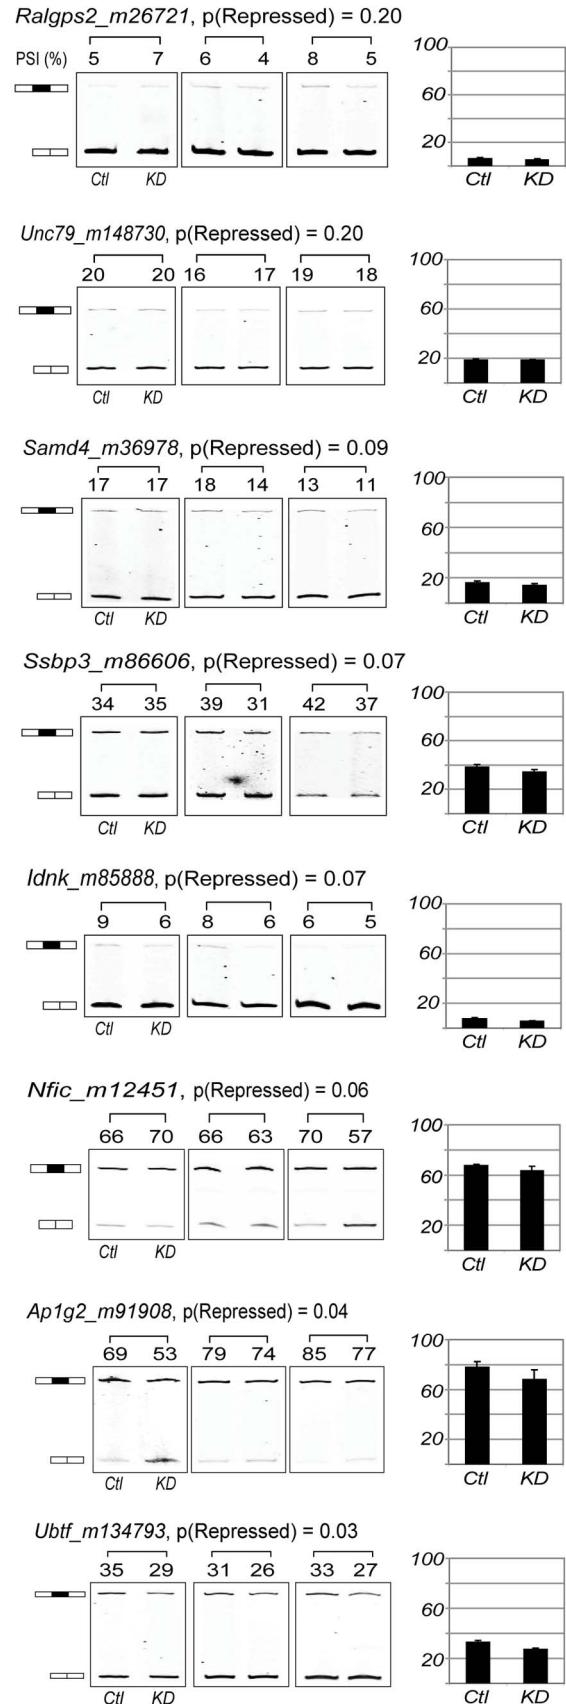 Ralgps2_m26721, p(Repressed) = 0.20
PSI (%) 5 7 6 4 8 5
100
60
20
Ctl KD Ctl KD
Unc79_m148730, p(Repressed) = 0.20
20 20 16 17 19 18
100
60
20
Ctl KD Ctl KD
Samd4_m36978, p(Repressed) = 0.09
17 17 18 14 13 11
100
60
20
Ctl KD Ctl KD
Ssbp3_m86606, p(Repressed) = 0.07
34 35 39 31 42 37
100
60
20
Ctl KD Ctl KD
Idnk_m85888, p(Repressed) = 0.07
9 6 8 6 6 5
100
60
20
Ctl KD Ctl KD
Nfic_m12451, p(Repressed) = 0.06
66 70 66 63 70 57
100
60
20
Ctl KD Ctl KD
Ap1g2_m91908, p(Repressed) = 0.04
69 53 79 74 85 77
100
60
20
Ctl KD Ctl KD
Ubtf_m134793, p(Repressed) = 0.03
35 29 31 26 33 27
100
60
20
Ctl KD Ctl KD